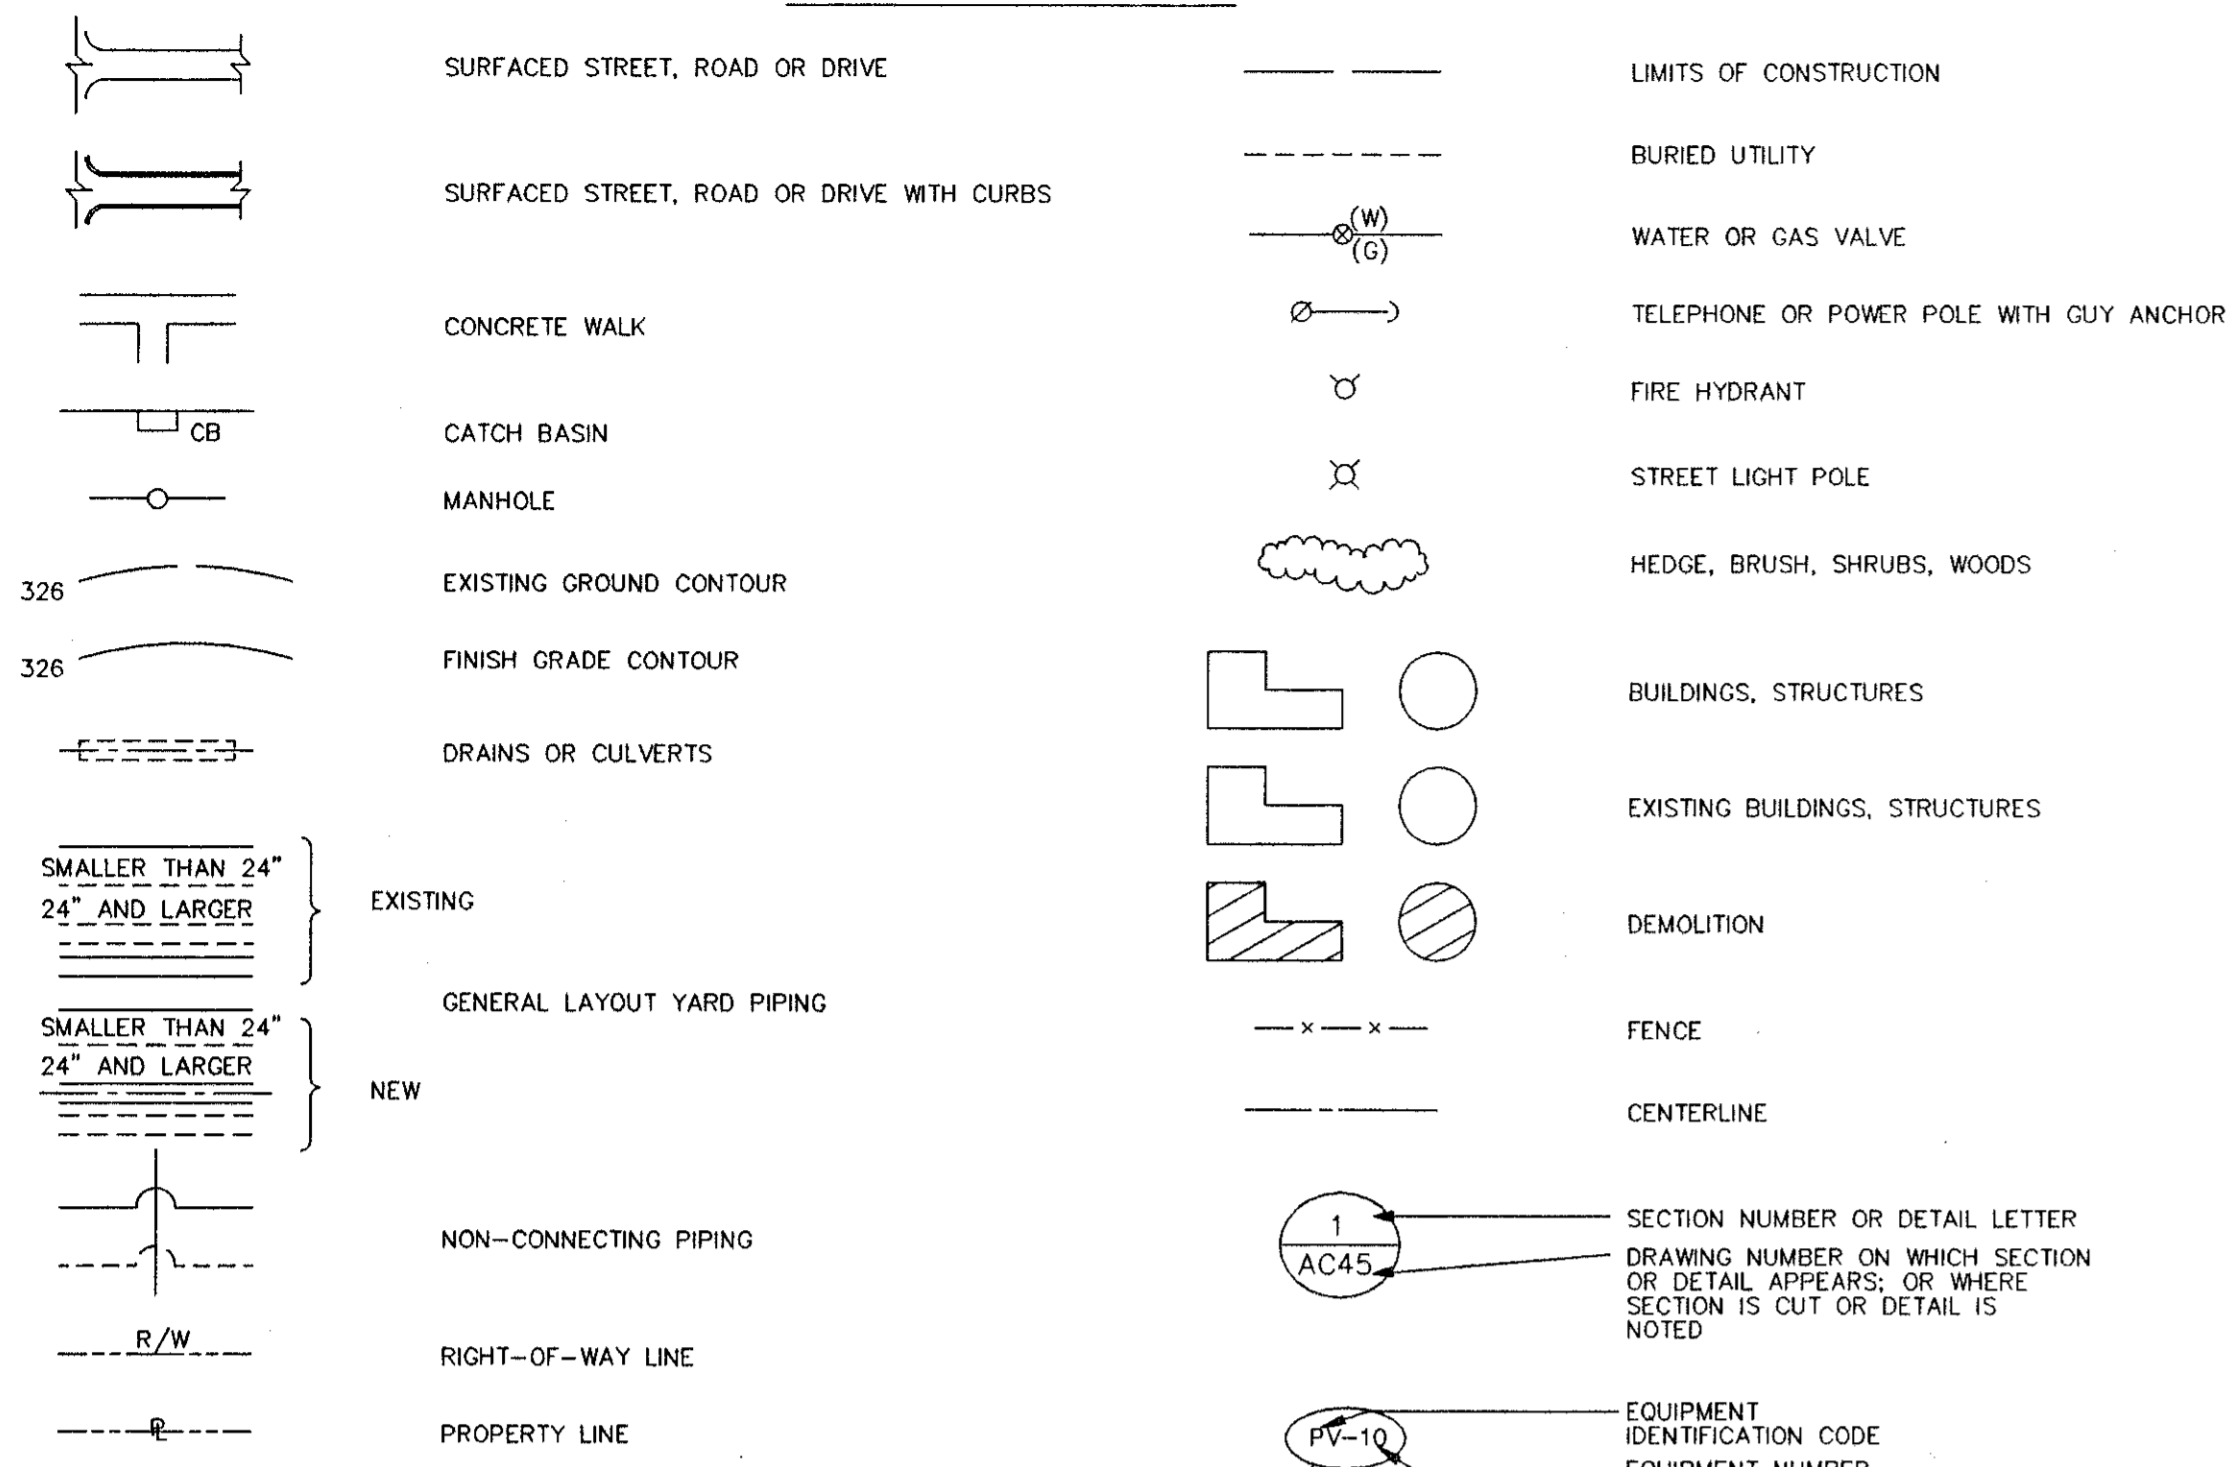 SURFACED STREET, ROAD OR DRIVE
SURFACED STREET, ROAD OR DRIVE WITH CURBS
CONCRETE WALK
CB
CATCH BASIN
MANHOLE
326
EXISTING GROUND CONTOUR
326
FINISH GRADE CONTOUR
DRAINS OR CULVERTS
SMALLER THAN 24"
24" AND LARGER
EXISTING
GENERAL LAYOUT YARD PIPING
SMALLER THAN 24"
24" AND LARGER
NEW
NON-CONNECTING PIPING
R/W
RIGHT-OF-WAY LINE
PL
PROPERTY LINE
LIMITS OF CONSTRUCTION
BURIED UTILITY
(W)
(G)
WATER OR GAS VALVE
TELEPHONE OR POWER POLE WITH GUY ANCHOR
FIRE HYDRANT
STREET LIGHT POLE
HEDGE, BRUSH, SHRUBS, WOODS
BUILDINGS, STRUCTURES
EXISTING BUILDINGS, STRUCTURES
DEMOLITION
FENCE
CENTERLINE
1
AC45
SECTION NUMBER OR DETAIL LETTER
DRAWING NUMBER ON WHICH SECTION
OR DETAIL APPEARS; OR WHERE
SECTION IS CUT OR DETAIL IS
NOTED
PV-10
EQUIPMENT
IDENTIFICATION CODE
EQUIPMENT NUMBER